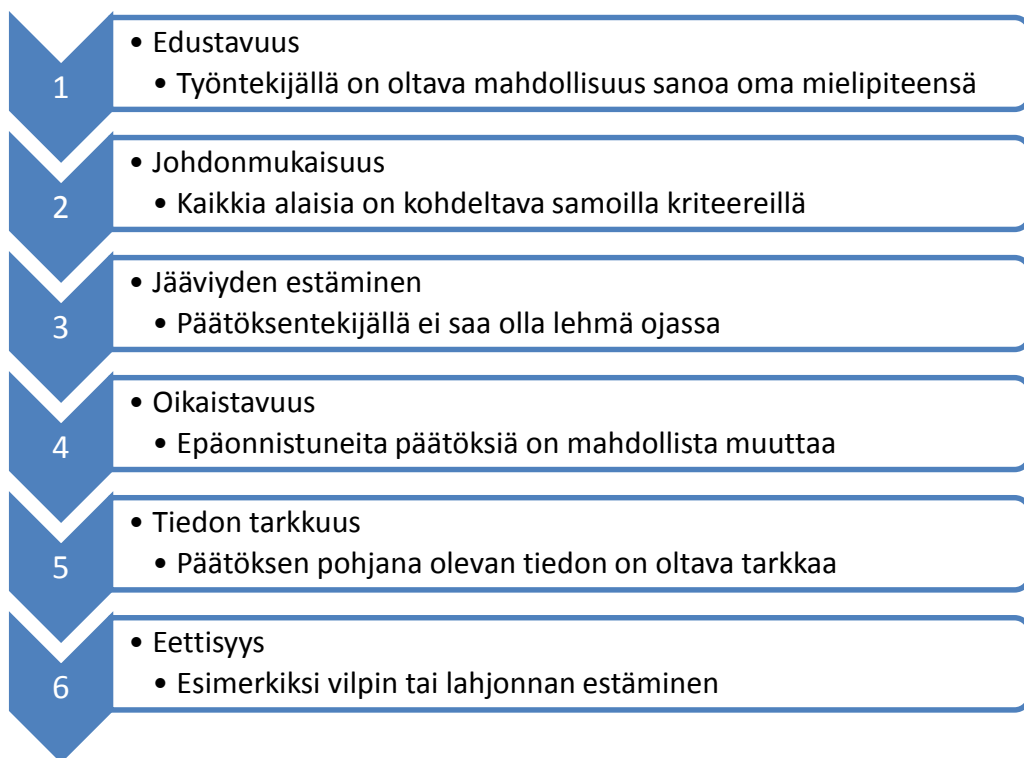 1
• Edustavuus
• Työntekijällä on oltava mahdollisuus sanoa oma mielipiteensä
2
• Johdonmukaisuus
• Kaikkia alaisia on kohdeltava samoilla kriteereillä
3
• Jääviyden estäminen
• Päätöksentekijällä ei saa olla lehmä ojassa
4
• Oikaistavuus
• Epäonnistuneita päätöksiä on mahdollista muuttaa
5
• Tiedon tarkkuus
• Päätöksen pohjana olevan tiedon on oltava tarkkaa
6
• Eettisyys
• Esimerkiksi vilpin tai lahjonnan estäminen